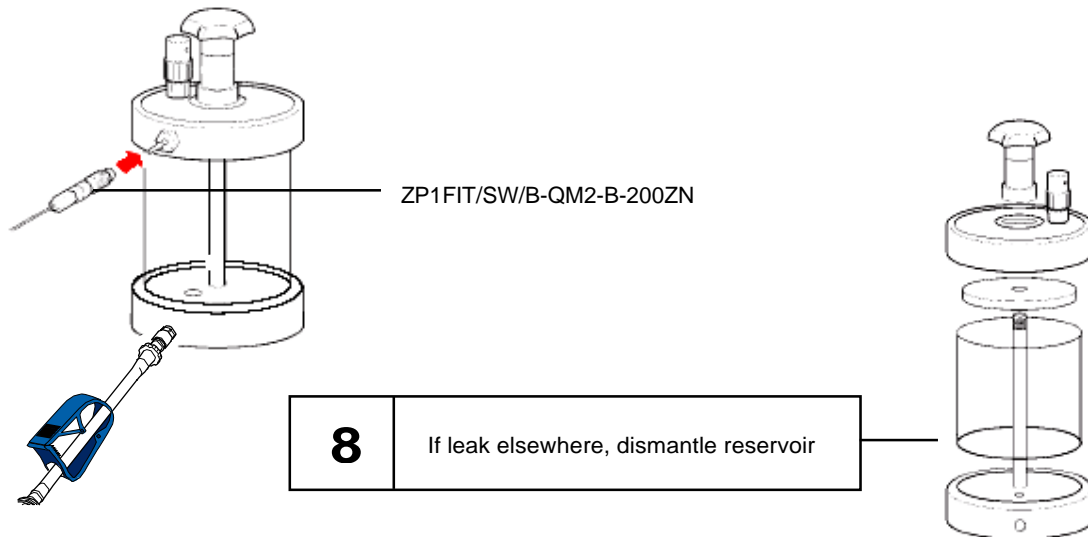 ZP1FIT/SW/B-QM2-B-200ZN
8
If leak elsewhere, dismantle reservoir